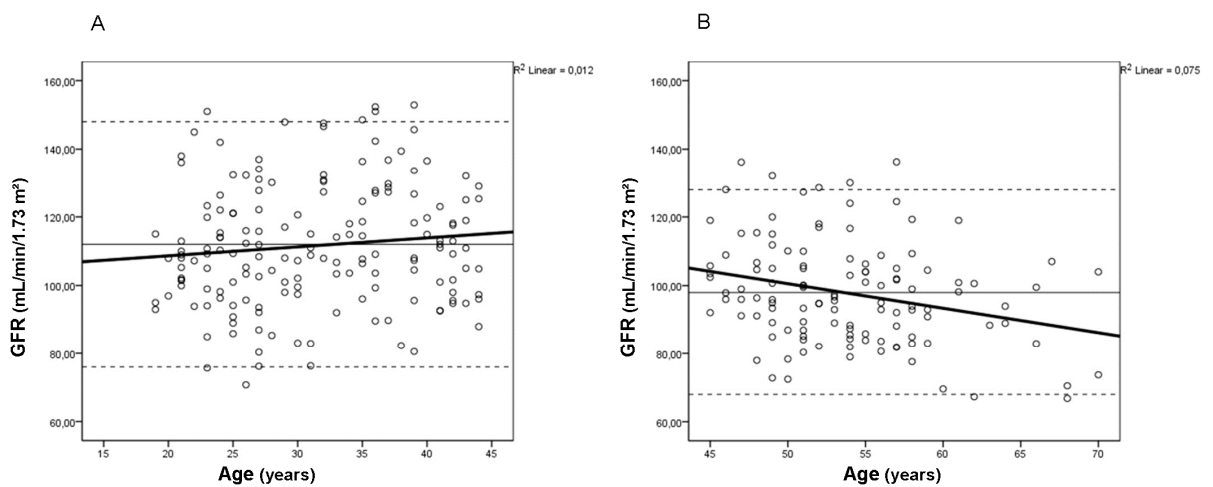 A
R² Linear = 0,012
160,00
140,00
120,00
100,00
80,00
60,00
GFR (mL/min/1.73 m²)
15 20 25 30 35 40 45
Age (years)
B
R² Linear = 0,075
160,00
140,00
120,00
100,00
80,00
60,00
GFR (mL/min/1.73 m²)
45 50 55 60 65 70
Age (years)